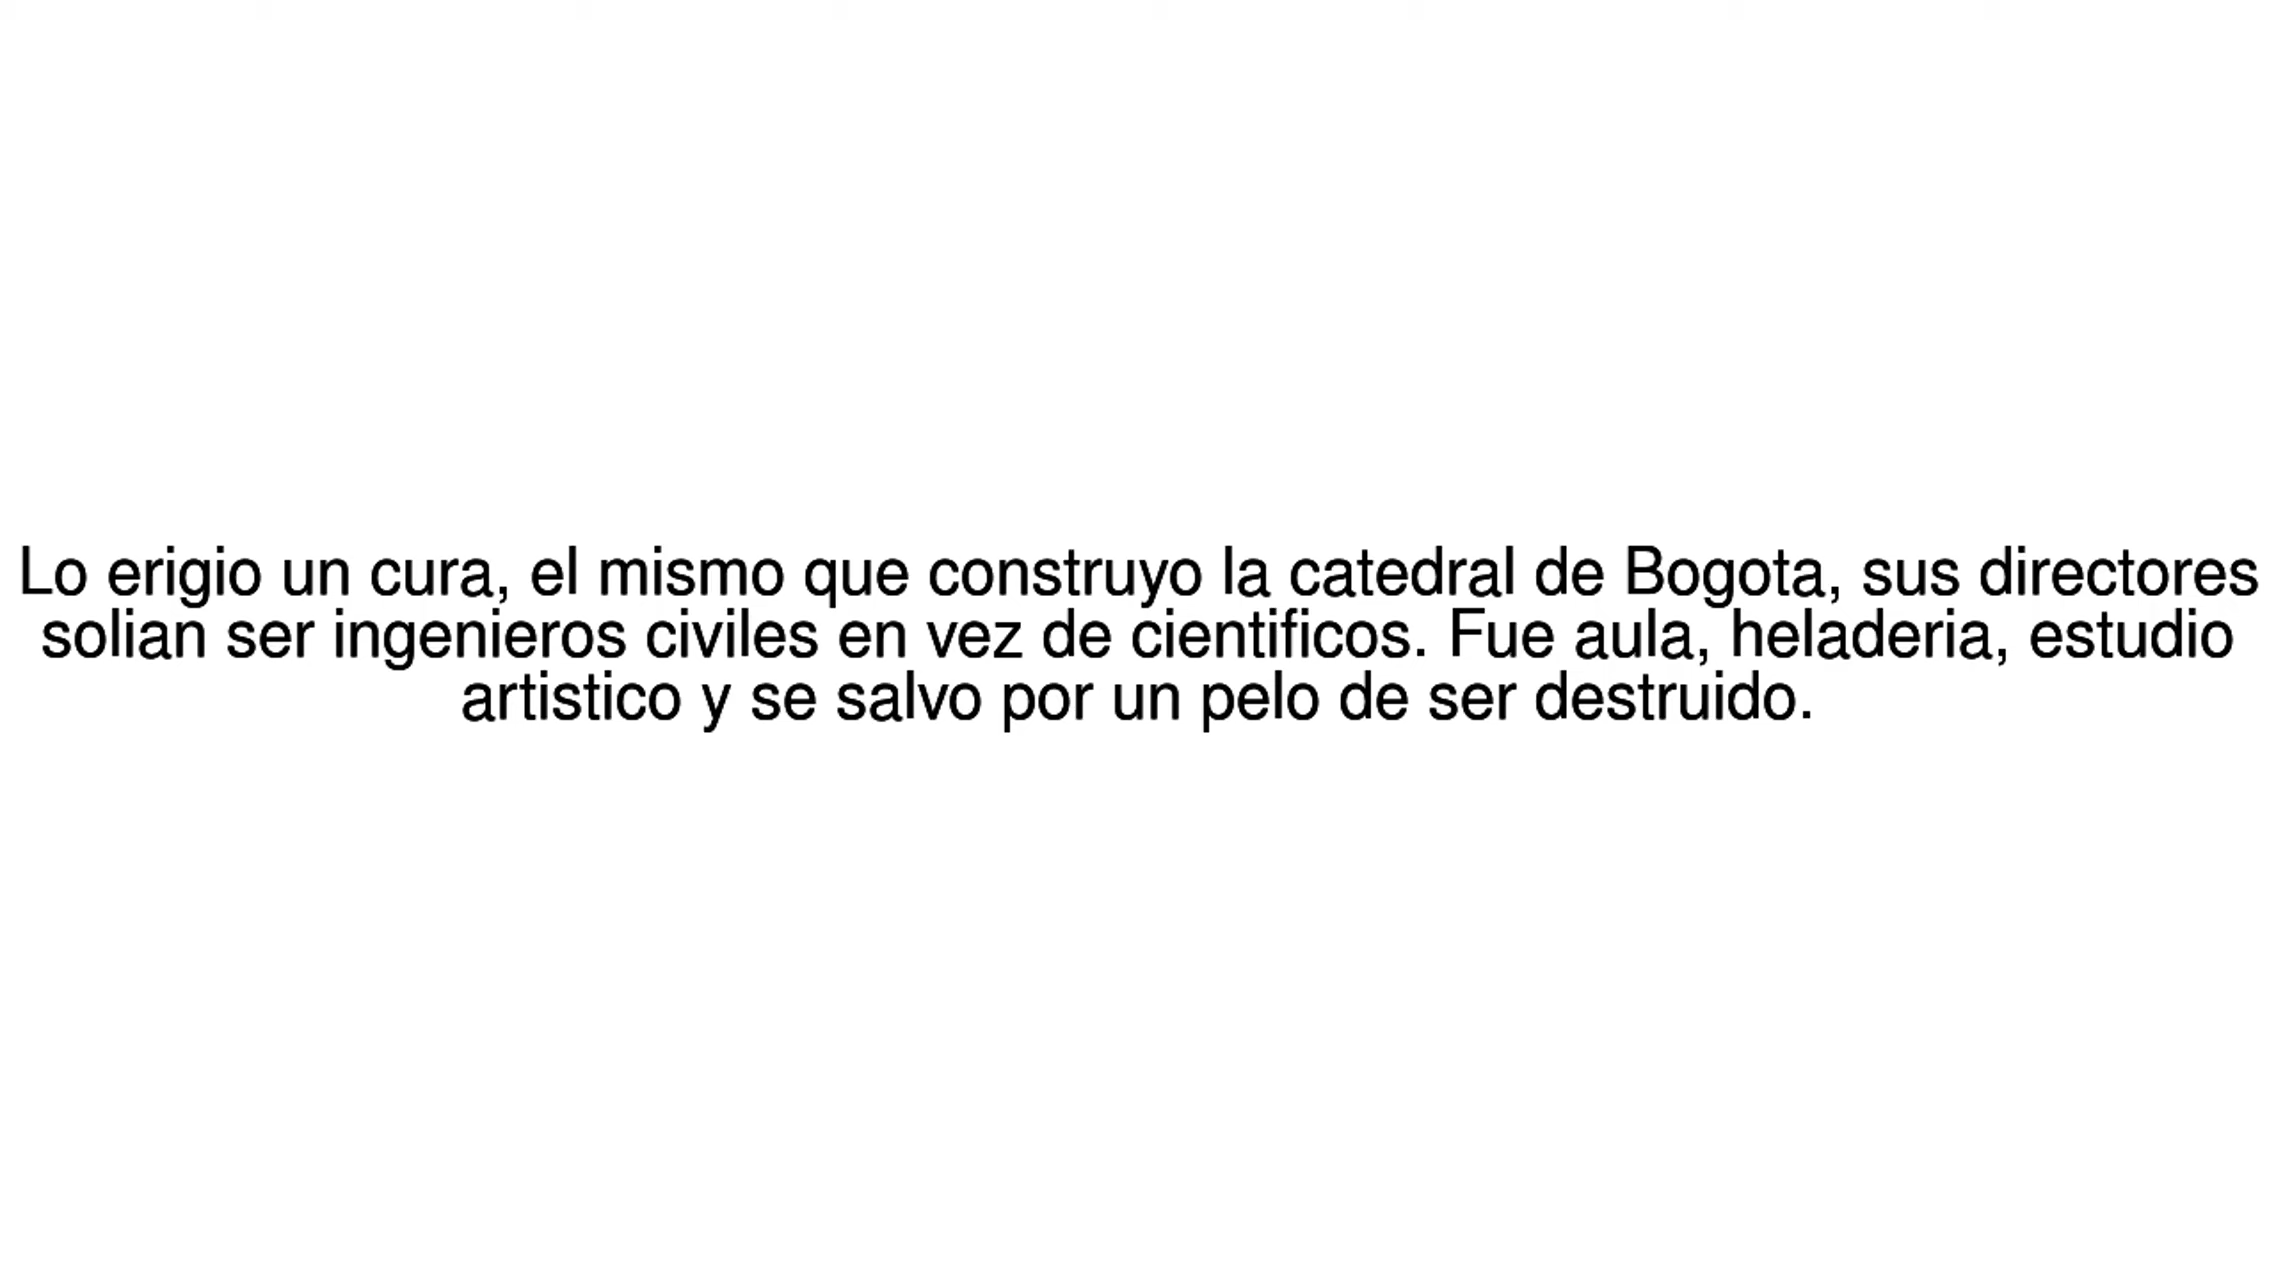 Lo erigio un cura, el mismo que construyo la catedral de Bogota, sus directores
solian ser ingenieros civiles en vez de cientificos. Fue aula, heladeria, estudio
artistico y se salvo por un pelo de ser destruido.